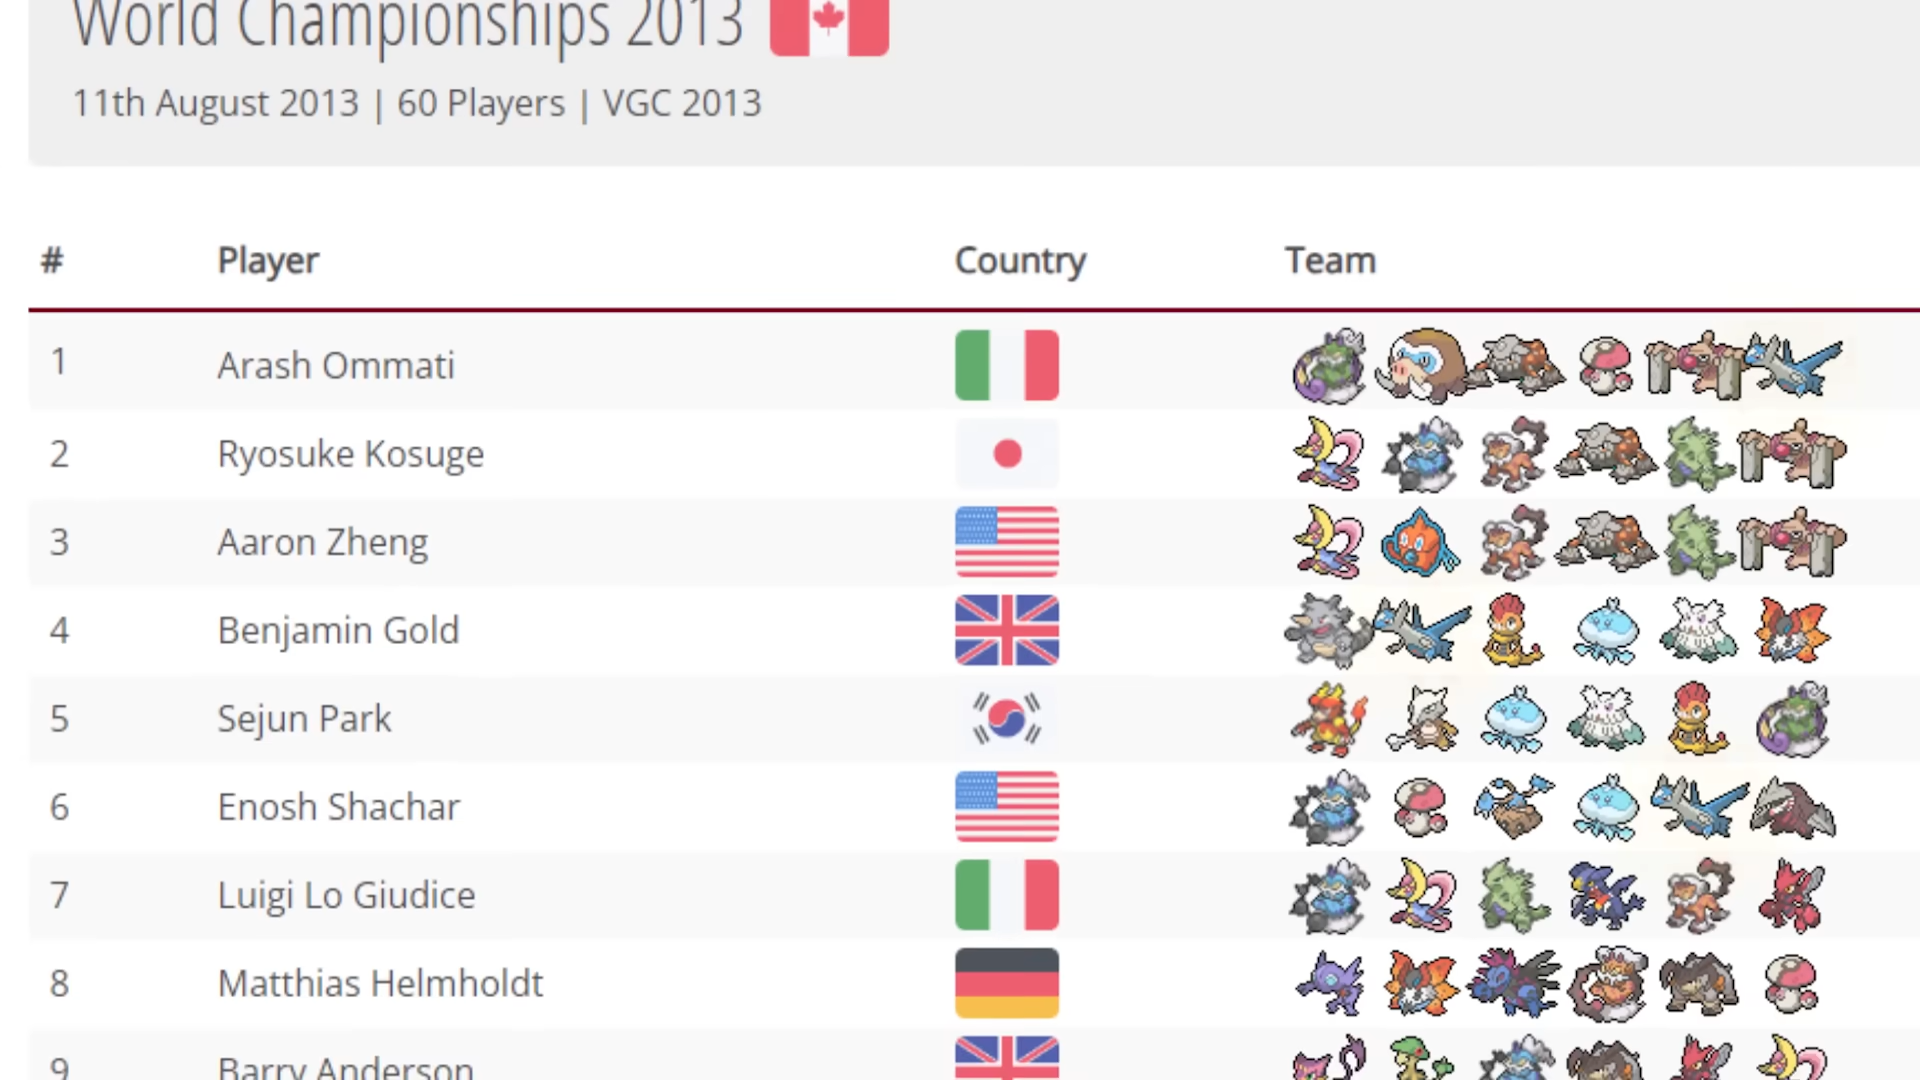 World Championships 2013
11th August 2013 | 60 Players | VGC 2013
# Player Country Team
1 Arash Ommati
2 Ryosuke Kosuge
3 Aaron Zheng
4 Benjamin Gold
5 Sejun Park
6 Enosh Shachar
7 Luigi Lo Giudice
8 Matthias Helmholdt
9 Barry Anderson